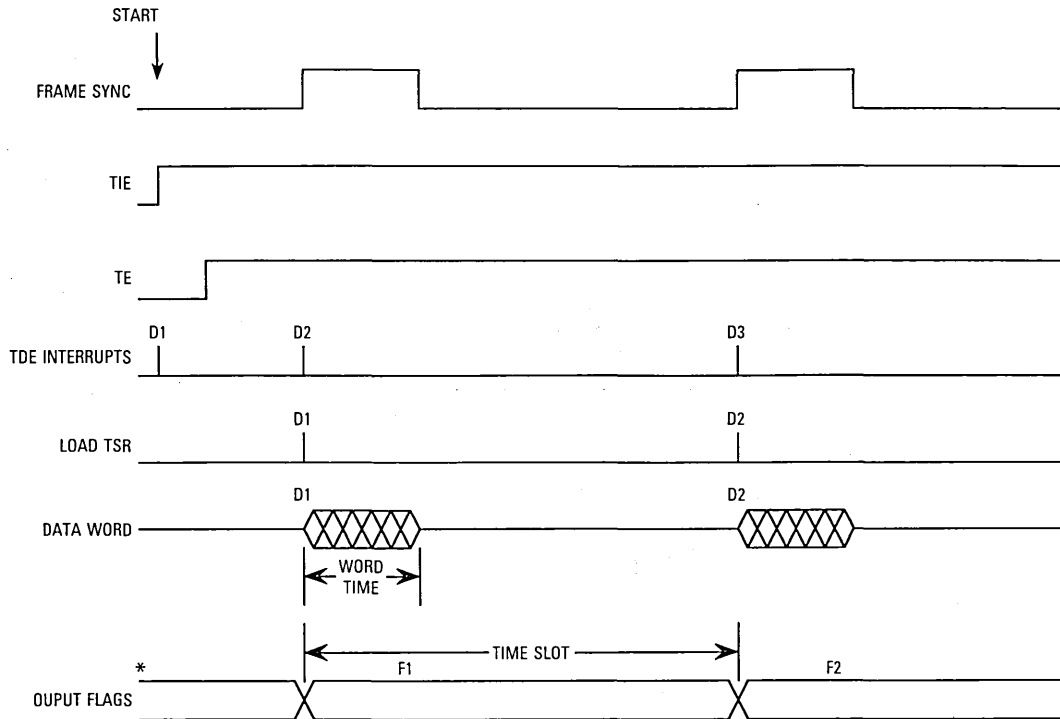 START
FRAME SYNC
TIE
TE
D1 D2 D3
TDE INTERRUPTS
D1 D2
LOAD TSR
D1 D2
DATA WORD
WORD
TIME
TIME SLOT
* F1 F2
OUPUT FLAGS